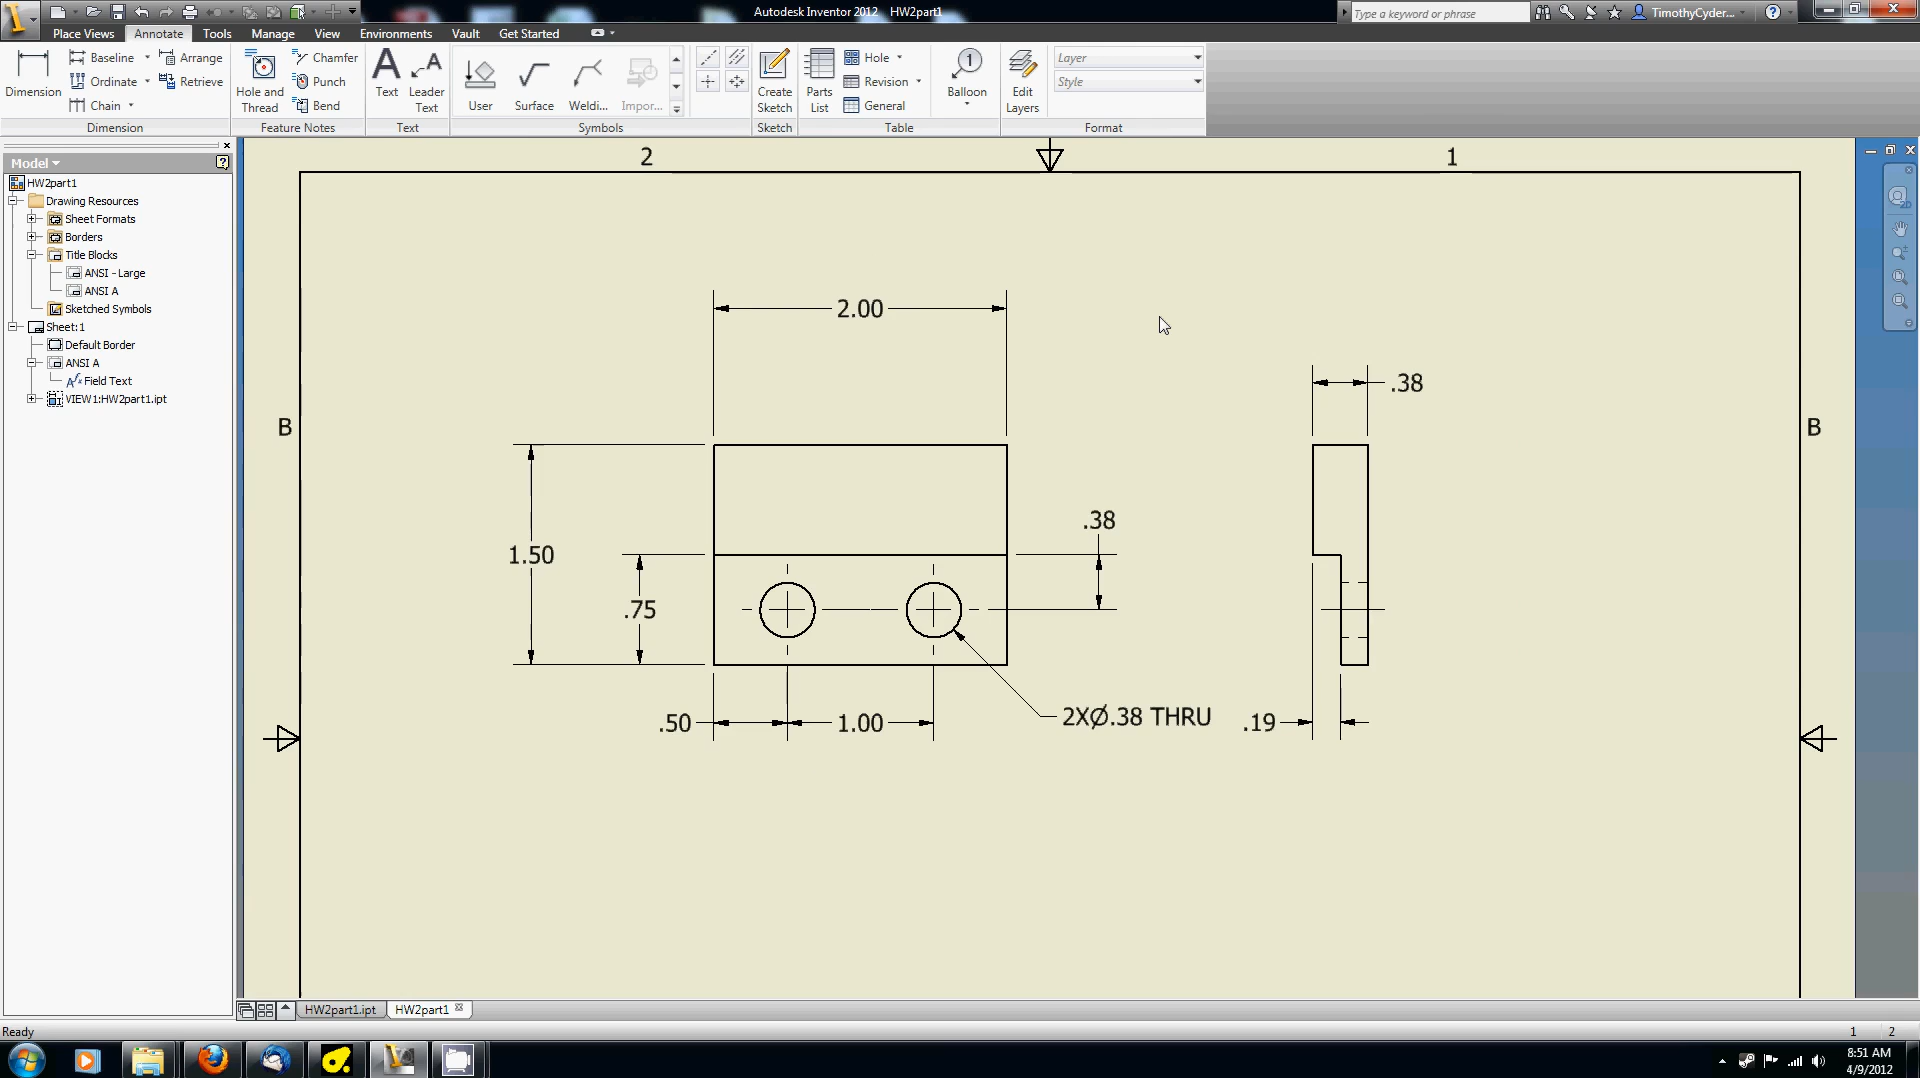 Autodesk Inventor 2012 HW2part1
Type a keyword or phrase
TimothyCyder...
Place Views Annotate Tools Manage View Environments Vault Get Started
Dimension
Baseline
Ordinate
Chain
Arrange
Retrieve
Dimension
Hole and Thread
Chamfer
Punch
Bend
Feature Notes
Text
Leader Text
Text
User
Surface
Weldi...
Impor...
Symbols
Create Sketch
Sketch
Parts List
Hole
Revision
General
Table
Balloon
1
Edit Layers
Layer
Style
Format
Model
HW2part1
Drawing Resources
Sheet Formats
Borders
Title Blocks
ANSI - Large
ANSI A
Sketched Symbols
Sheet:1
Default Border
ANSI A
Field Text
VIEW1:HW2part1.ipt
2 1
2.00
.38
B B
.38
1.50
.75
.50 1.00 2XØ.38 THRU .19
HW2part1.ipt HW2part1
Ready
1 2
8:51 AM
4/9/2012